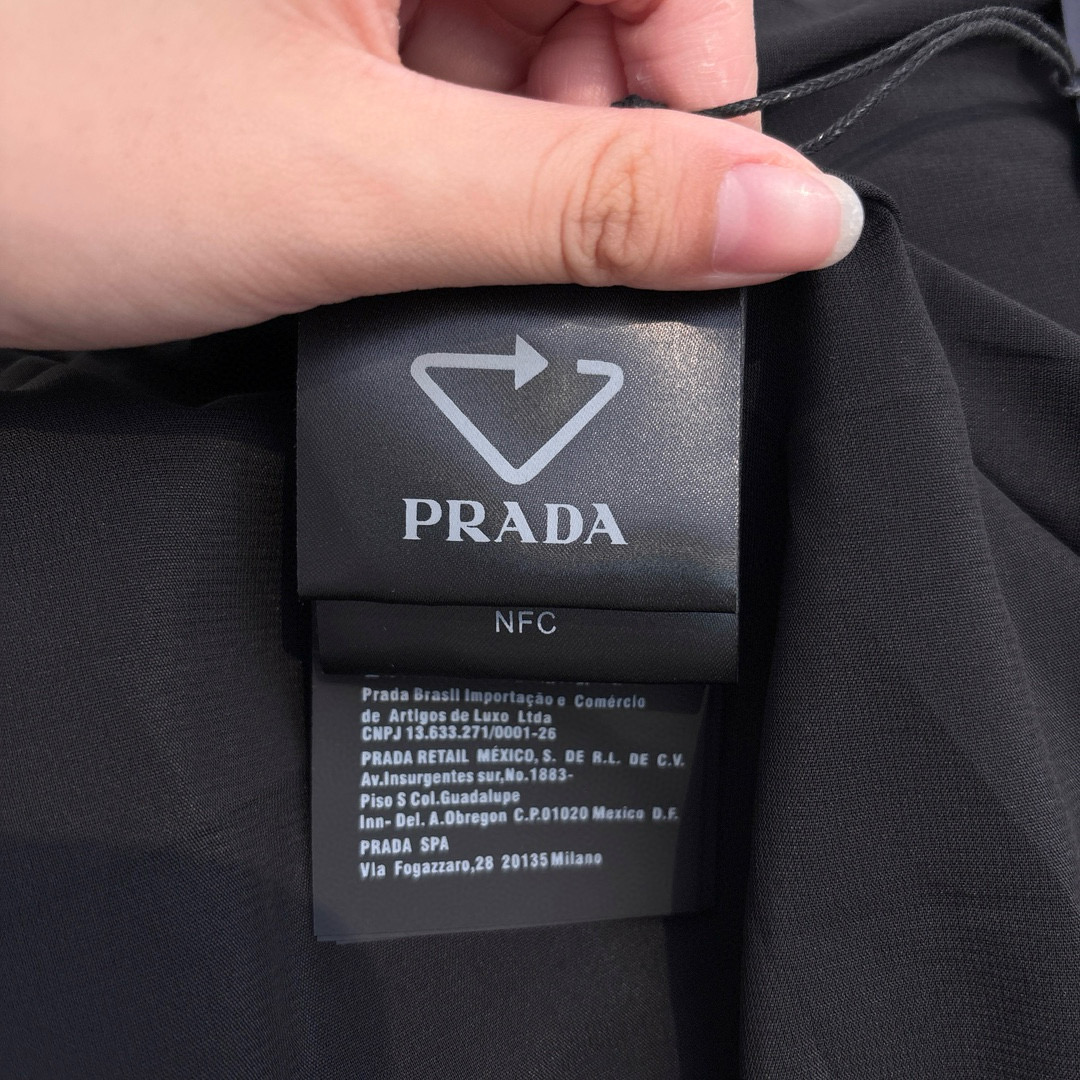 PRADA
NFC
Prada Brasil Importação e Comércio
de Artigos de Luxo Ltda
CNPJ 13.633.271/0001-26
PRADA RETAIL MÉXICO, S. DE R.L. DE C.V.
Av.Insurgentes sur,No.1883-
Piso S Col.Guadalupe
Inn- Del. A.Obregon C.P.01020 Mexico D.F.
PRADA SPA
Via Fogazzaro,28 20135 Milano